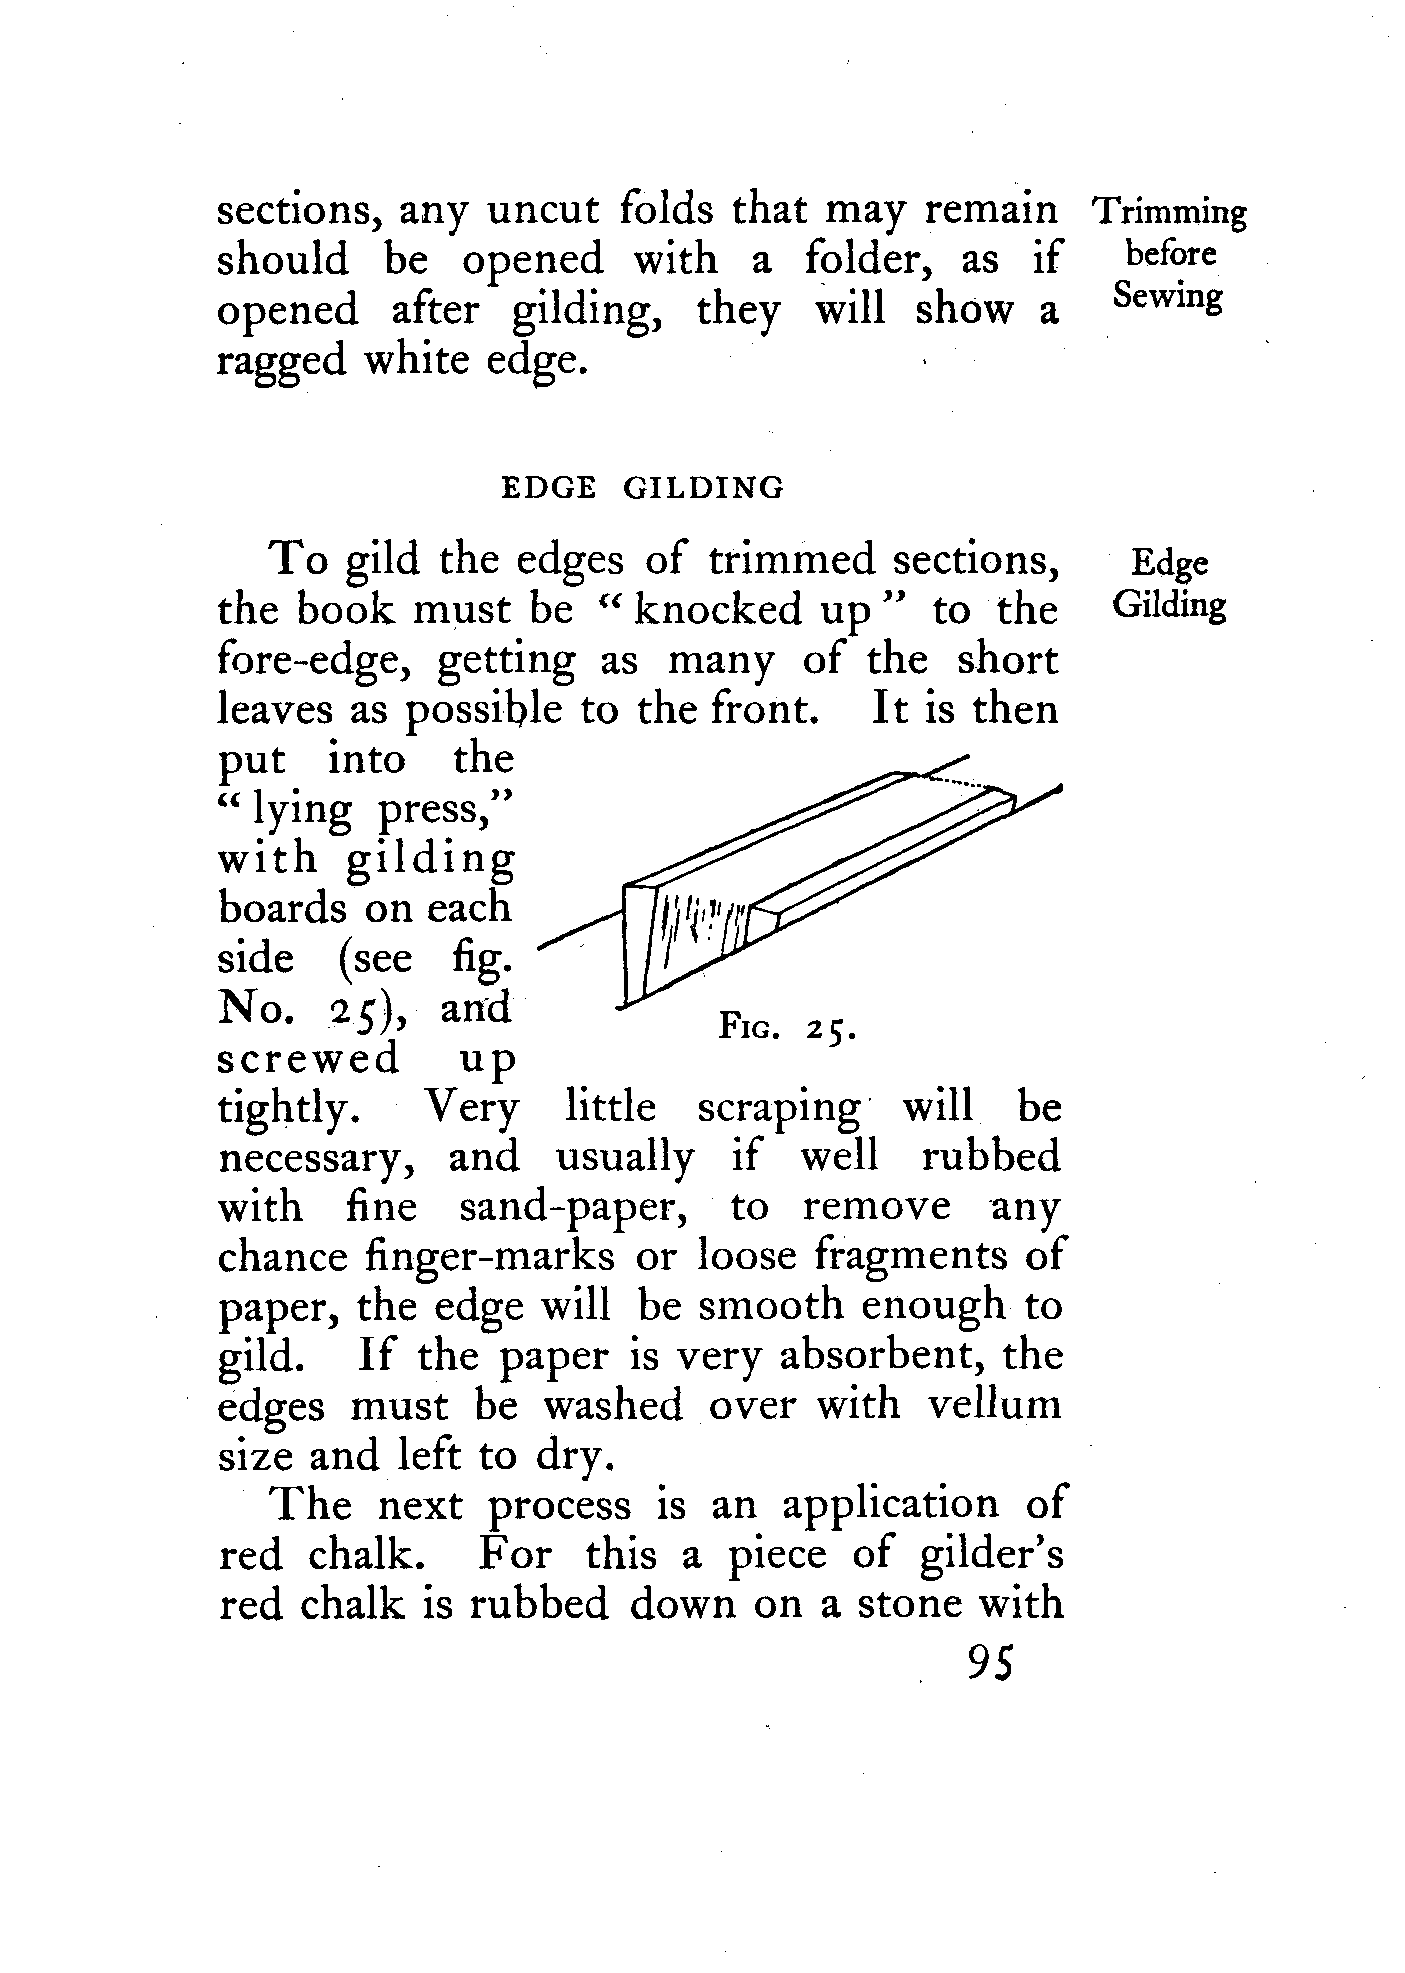 sections, any uncut folds that may remain
should be opened with a folder, as if
opened after gilding, they will show a
ragged white edge.
Trimming
before
Sewing
EDGE GILDING
To gild the edges of trimmed sections,
the book must be “ knocked up ” to the
fore-edge, getting as many of the short
leaves as possible to the front. It is then
put into the
“ lying press,”
with gilding
boards on each
side (see fig.
No. 25), and
screwed up
tightly. Very little scraping will be
necessary, and usually if well rubbed
with fine sand-paper, to remove any
chance finger-marks or loose fragments of
paper, the edge will be smooth enough to
gild. If the paper is very absorbent, the
edges must be washed over with vellum
size and left to dry.
Edge
Gilding
FIG. 25.
The next process is an application of
red chalk. For this a piece of gilder's
red chalk is rubbed down on a stone with
95